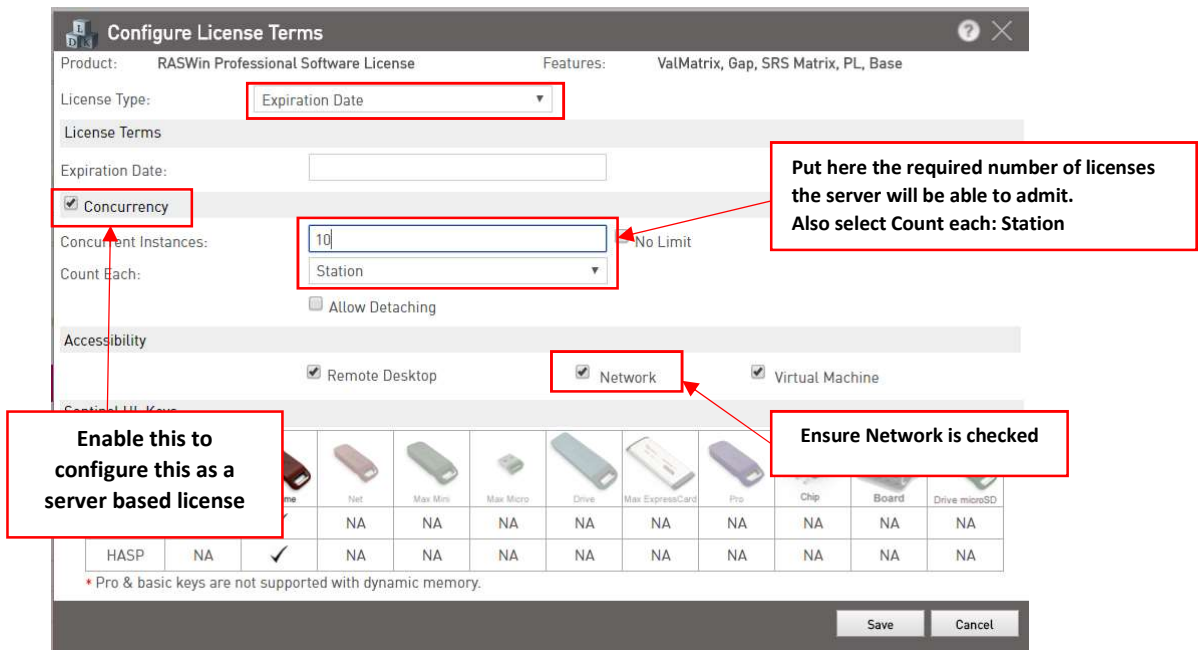 Configure License Terms
Product: RASWin Professional Software License Features: ValMatrix, Gap, SRS Matrix, PL, Base
License Type: Expiration Date
License Terms
Expiration Date:
Put here the required number of licenses
the server will be able to admit.
Also select Count each: Station
Concurrency
Concurrent Instances: 10 No Limit
Count Each: Station
Allow Detaching
Accessibility
Remote Desktop Network Virtual Machine
Enable this to
configure this as a
server based license
Ensure Network is checked
Net Max Mini Max Micro Drive Max ExpressCard Pro Chip Board Drive microSD
NA NA NA NA NA NA NA NA NA
HASP NA ✓ NA NA NA NA NA NA NA NA NA
* Pro & basic keys are not supported with dynamic memory.
Save Cancel